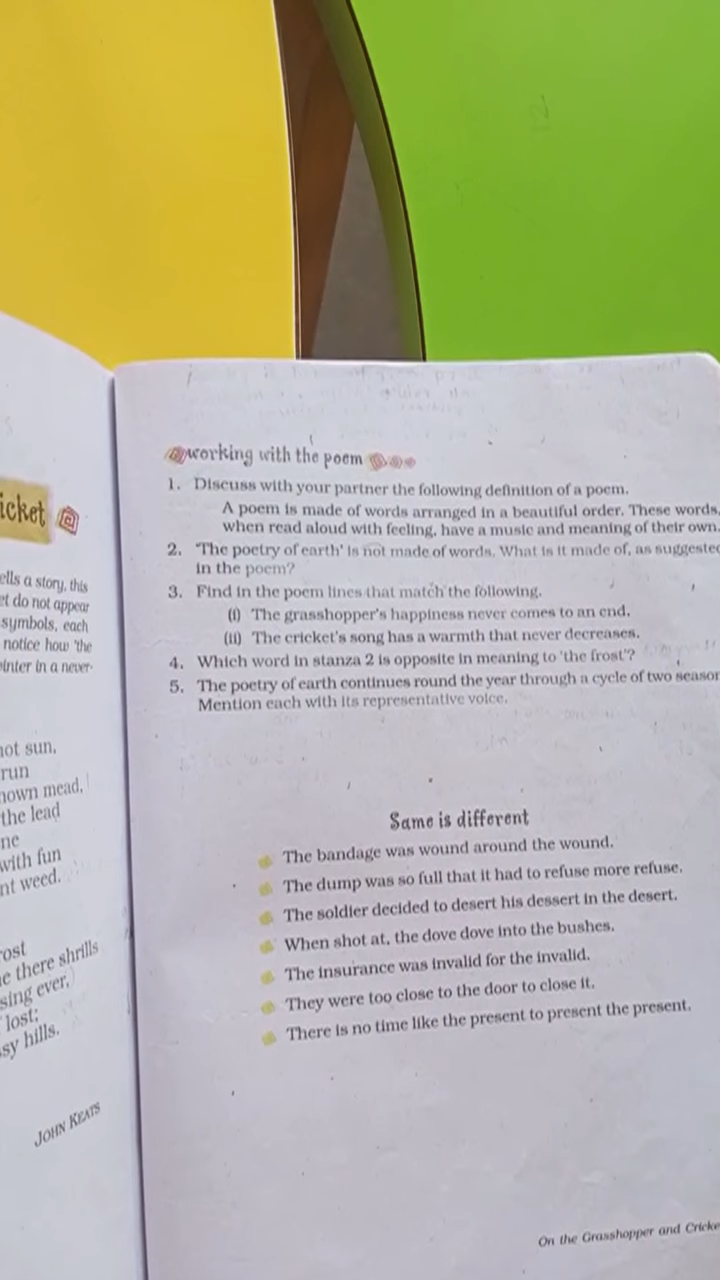 icket
ells a story, this
et do not appear
symbols, each
notice how 'the
inter in a never-
hot sun,
run
nown mead,
the lead
ne
with fun
nt weed.
rost
e there shrills
sing ever,
lost;
sy hills.
JOHN KEATS
working with the poem
1. Discuss with your partner the following definition of a poem.
A poem is made of words arranged in a beautiful order. These words,
when read aloud with feeling, have a music and meaning of their own.
2. 'The poetry of earth' is not made of words. What is it made of, as suggested
in the poem?
3. Find in the poem lines that match the following.
(i) The grasshopper's happiness never comes to an end.
(ii) The cricket's song has a warmth that never decreases.
4. Which word in stanza 2 is opposite in meaning to 'the frost'?
5. The poetry of earth continues round the year through a cycle of two season
Mention each with its representative voice.
Same is different
The bandage was wound around the wound.
The dump was so full that it had to refuse more refuse.
The soldier decided to desert his dessert in the desert.
When shot at, the dove dove into the bushes.
The insurance was invalid for the invalid.
They were too close to the door to close it.
There is no time like the present to present the present.
On the Grasshopper and Cricke